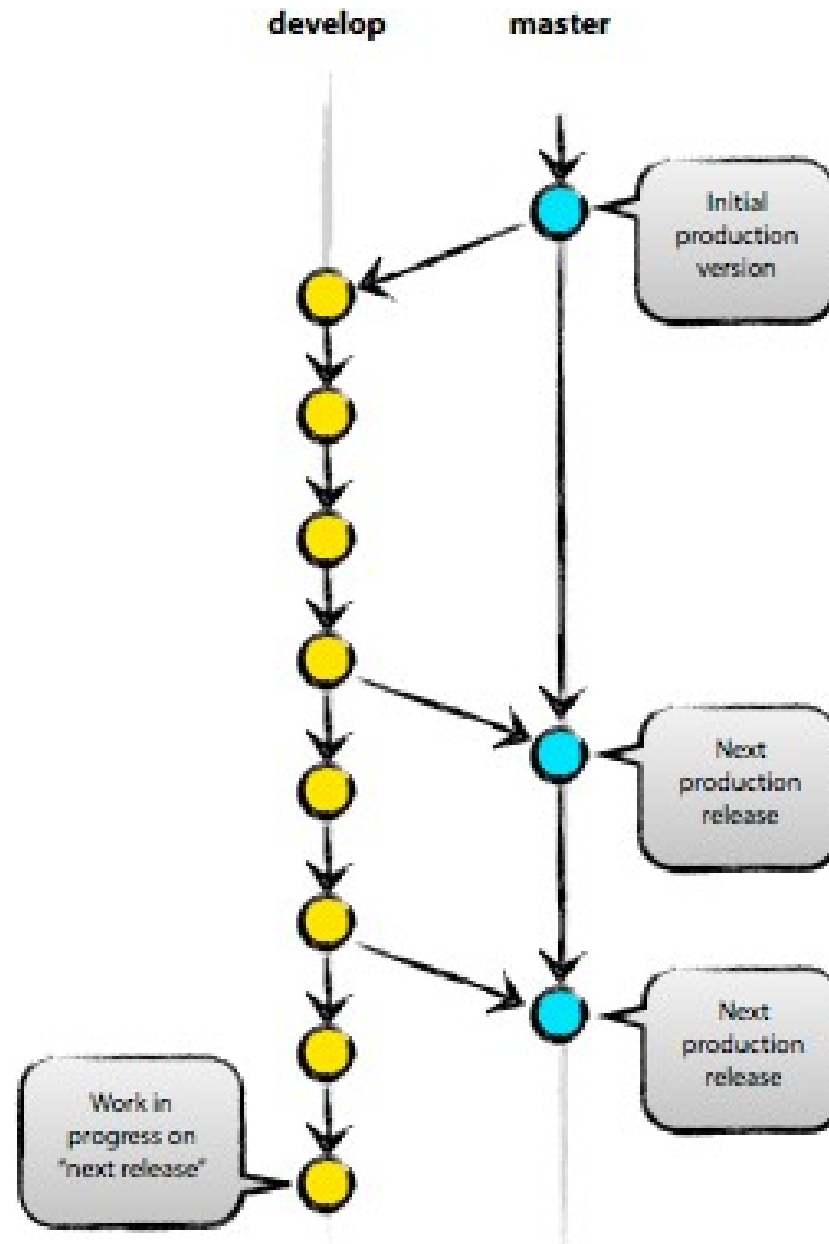 develop
master
Initial
production
version
Next
production
release
Next
production
release
Work in
progress on
"next release"